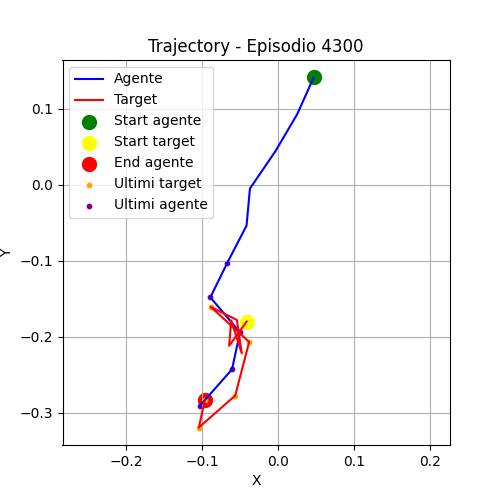 Trajectory - Episodio 4300
Agente
Target
Start agente
Start target
End agente
Ultimi target
Ultimi agente
0.1
0.0
−0.1
−0.2
−0.3
Y
−0.2
−0.1
0.0
0.1
0.2
X